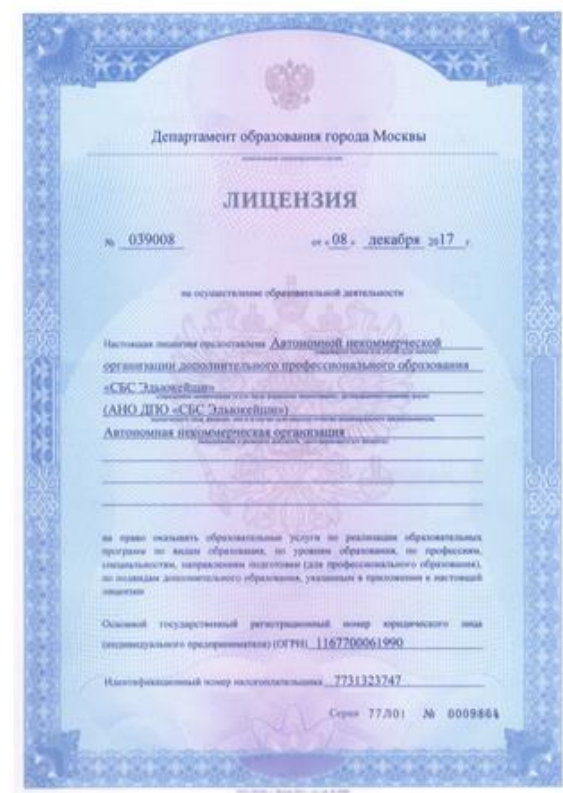 Департамент образования города Москвы
ЛИЦЕНЗИЯ
№ 039008 от «08» декабря 2017 г.
на осуществление образовательной деятельности
Настоящая лицензия предоставлена Автономной некоммерческой
организации дополнительного профессионального образования
«СБС Эдьюкейшн»
(АНО ДПО «СБС Эдьюкейшн»)
Автономная некоммерческая организация
на право оказывать образовательные услуги по реализации образовательных
программ по видам образования, по уровням образования, по профессиям,
специальностям, направлениям подготовки (для профессионального образования),
по подвидам дополнительного образования, указанным в приложении к настоящей
лицензии
Основной государственный регистрационный номер юридического лица
(индивидуального предпринимателя) (ОГРН) 1167700061990
Идентификационный номер налогоплательщика 7731323747
Серия 77Л01 № 0009864